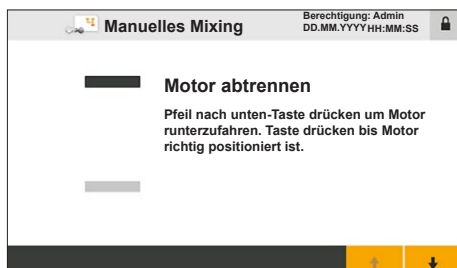 Manuelles Mixing
Berechtigung: Admin
DD.MM.YYYY HH:MM:SS
Motor abtrennen
Pfeil nach unten-Taste drücken um Motor
runterzufahren. Taste drücken bis Motor
richtig positioniert ist.